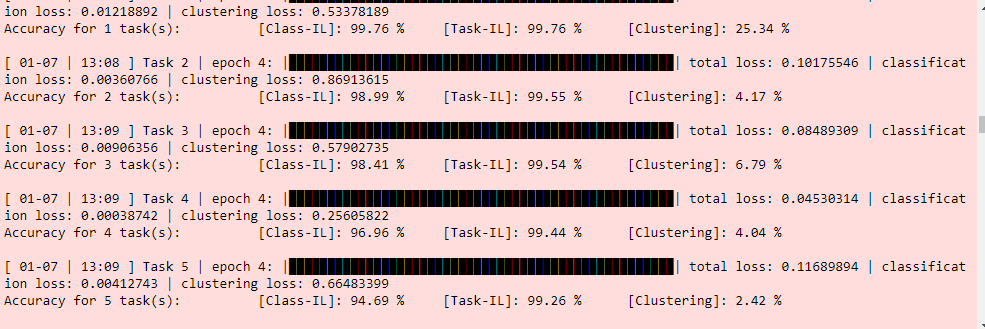 ion loss: 0.01218892 | clustering loss: 0.53378189
Accuracy for 1 task(s): [Class-IL]: 99.76 % [Task-IL]: 99.76 % [Clustering]: 25.34 %
[ 01-07 | 13:08 ] Task 2 | epoch 4: || total loss: 0.10175546 | classificat
ion loss: 0.00360766 | clustering loss: 0.86913615
Accuracy for 2 task(s): [Class-IL]: 98.99 % [Task-IL]: 99.55 % [Clustering]: 4.17 %
[ 01-07 | 13:09 ] Task 3 | epoch 4: || total loss: 0.08489309 | classificat
ion loss: 0.00906356 | clustering loss: 0.57902735
Accuracy for 3 task(s): [Class-IL]: 98.41 % [Task-IL]: 99.54 % [Clustering]: 6.79 %
[ 01-07 | 13:09 ] Task 4 | epoch 4: || total loss: 0.04530314 | classificat
ion loss: 0.00038742 | clustering loss: 0.25605822
Accuracy for 4 task(s): [Class-IL]: 96.96 % [Task-IL]: 99.44 % [Clustering]: 4.04 %
[ 01-07 | 13:09 ] Task 5 | epoch 4: || total loss: 0.11689894 | classificat
ion loss: 0.00412743 | clustering loss: 0.66483399
Accuracy for 5 task(s): [Class-IL]: 94.69 % [Task-IL]: 99.26 % [Clustering]: 2.42 %